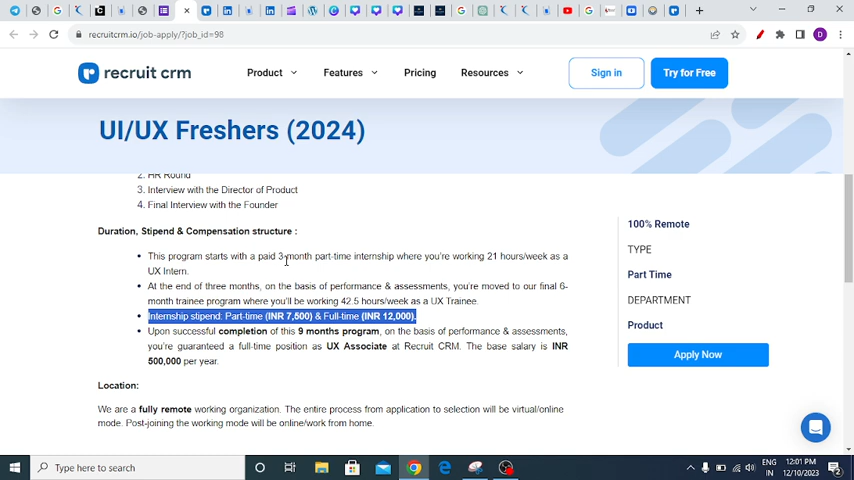 recruitcrm.io/job-apply/?job_id=98
recruit crm
Product
Features
Pricing
Resources
Sign in
Try for Free
UI/UX Freshers (2024)
2. HR Round
3. Interview with the Director of Product
4. Final Interview with the Founder
Duration, Stipend & Compensation structure :
• This program starts with a paid 3-month part-time internship where you're working 21 hours/week as a
UX Intern.
• At the end of three months, on the basis of performance & assessments, you're moved to our final 6-
month trainee program where you'll be working 42.5 hours/week as a UX Trainee.
• Internship stipend: Part-time (INR 7,500) & Full-time (INR 12,000).
• Upon successful completion of this 9 months program, on the basis of performance & assessments,
you're guaranteed a full-time position as UX Associate at Recruit CRM. The base salary is INR
500,000 per year.
Location:
We are a fully remote working organization. The entire process from application to selection will be virtual/online
mode. Post-joining the working mode will be online/work from home.
100% Remote
TYPE
Part Time
DEPARTMENT
Product
Apply Now
Type here to search
ENG
IN
12:01 PM
12/10/2023